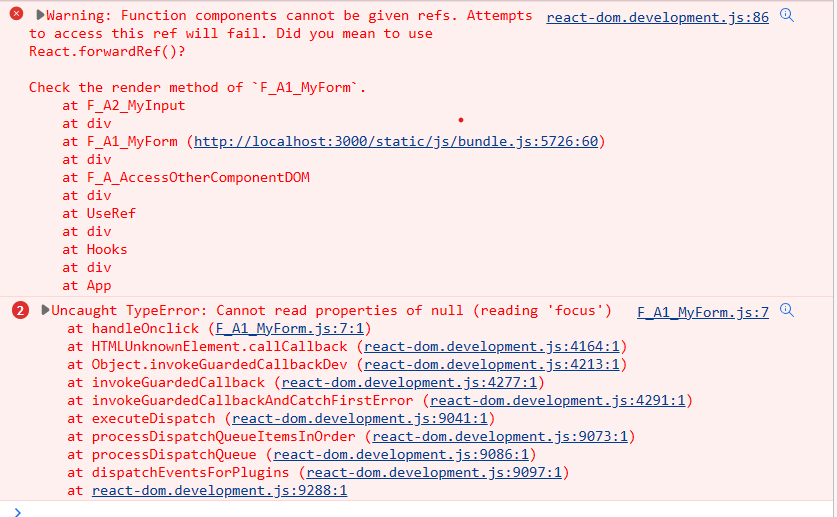 Warning: Function components cannot be given refs. Attempts react-dom.development.js:86
to access this ref will fail. Did you mean to use
React.forwardRef()?
Check the render method of `F_A1_MyForm`.
at F_A2_MyInput
at div
at F_A1_MyForm (http://localhost:3000/static/js/bundle.js:5726:60)
at div
at F_A_AccessOtherComponentDOM
at div
at UseRef
at div
at Hooks
at div
at App
2 Uncaught TypeError: Cannot read properties of null (reading 'focus') F_A1_MyForm.js:7
at handleOnclick (F_A1_MyForm.js:7:1)
at HTMLUnknownElement.callCallback (react-dom.development.js:4164:1)
at Object.invokeGuardedCallbackDev (react-dom.development.js:4213:1)
at invokeGuardedCallback (react-dom.development.js:4277:1)
at invokeGuardedCallbackAndCatchFirstError (react-dom.development.js:4291:1)
at executeDispatch (react-dom.development.js:9041:1)
at processDispatchQueueItemsInOrder (react-dom.development.js:9073:1)
at processDispatchQueue (react-dom.development.js:9086:1)
at dispatchEventsForPlugins (react-dom.development.js:9097:1)
at react-dom.development.js:9288:1